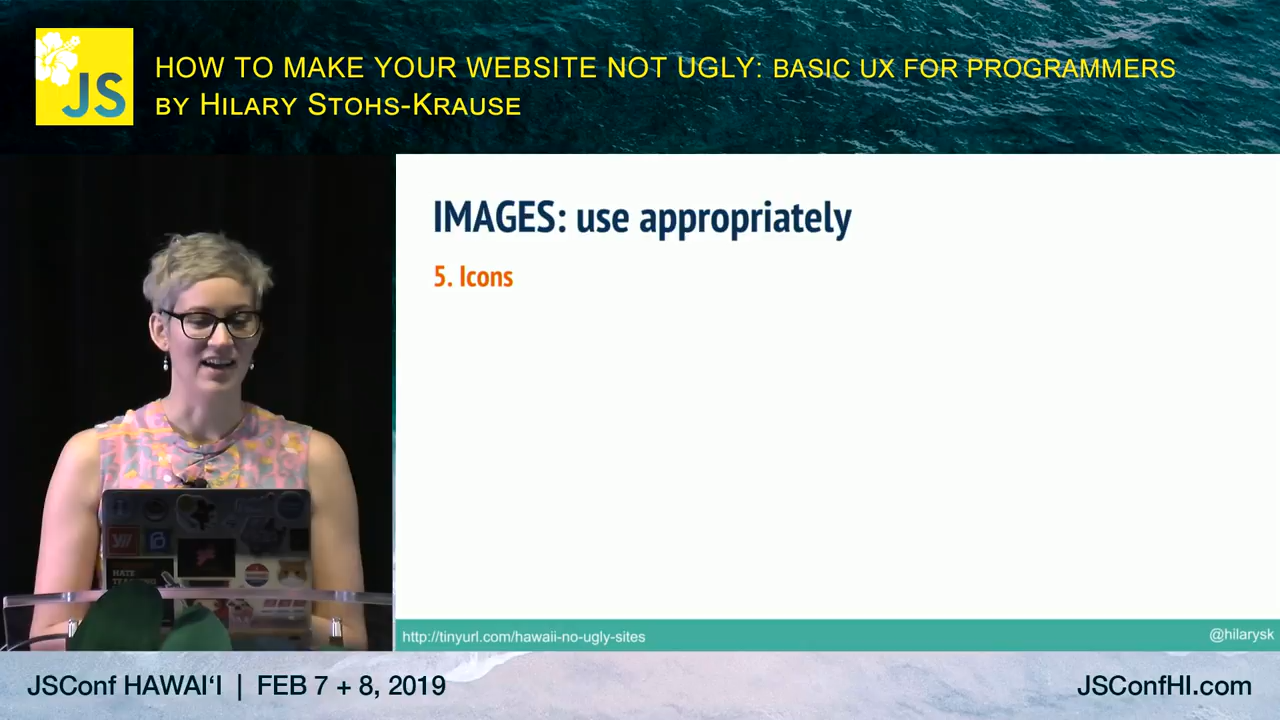 JS
HOW TO MAKE YOUR WEBSITE NOT UGLY: BASIC UX FOR PROGRAMMERS
BY HILARY STOHS-KRAUSE
IMAGES: use appropriately
5. Icons
HATE
http://tinyurl.com/hawaii-no-ugly-sites
@hilarysk
JSConf HAWAIʻI | FEB 7 + 8, 2019
JSConfHI.com